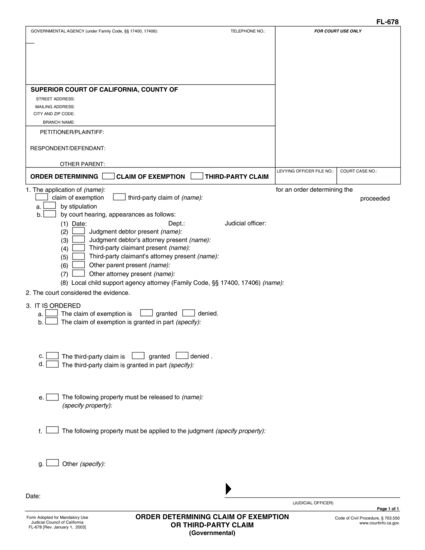 FL-678
GOVERNMENTAL AGENCY (under Family Code, §§ 17400, 17406): TELEPHONE NO.: FOR COURT USE ONLY
SUPERIOR COURT OF CALIFORNIA, COUNTY OF
STREET ADDRESS:
MAILING ADDRESS:
CITY AND ZIP CODE:
BRANCH NAME:
PETITIONER/PLAINTIFF:
RESPONDENT/DEFENDANT:
OTHER PARENT:
ORDER DETERMINING CLAIM OF EXEMPTION THIRD-PARTY CLAIM
LEVYING OFFICER FILE NO.: COURT CASE NO.:
1. The application of (name): for an order determining the
claim of exemption third-party claim of (name): proceeded
a. by stipulation
b. by court hearing, appearances as follows:
(1) Date: Dept.: Judicial officer:
(2) Judgment debtor present (name):
(3) Judgment debtor's attorney present (name):
(4) Third-party claimant present (name):
(5) Third-party claimant's attorney present (name):
(6) Other parent present (name):
(7) Other attorney present (name):
(8) Local child support agency attorney (Family Code, §§ 17400, 17406) (name):
2. The court considered the evidence.
3. IT IS ORDERED
a. The claim of exemption is granted denied.
b. The claim of exemption is granted in part (specify):
c. The third-party claim is granted denied .
d. The third-party claim is granted in part (specify):
e. The following property must be released to (name):
(specify property):
f. The following property must be applied to the judgment (specify property):
g. Other (specify):
Date:
(JUDICIAL OFFICER)
Page 1 of 1
Form Adopted for Mandatory Use
Judicial Council of California
FL-678 [Rev. January 1, 2003]
ORDER DETERMINING CLAIM OF EXEMPTION
OR THIRD-PARTY CLAIM
(Governmental)
Code of Civil Procedure, § 703.550
www.courtinfo.ca.gov.